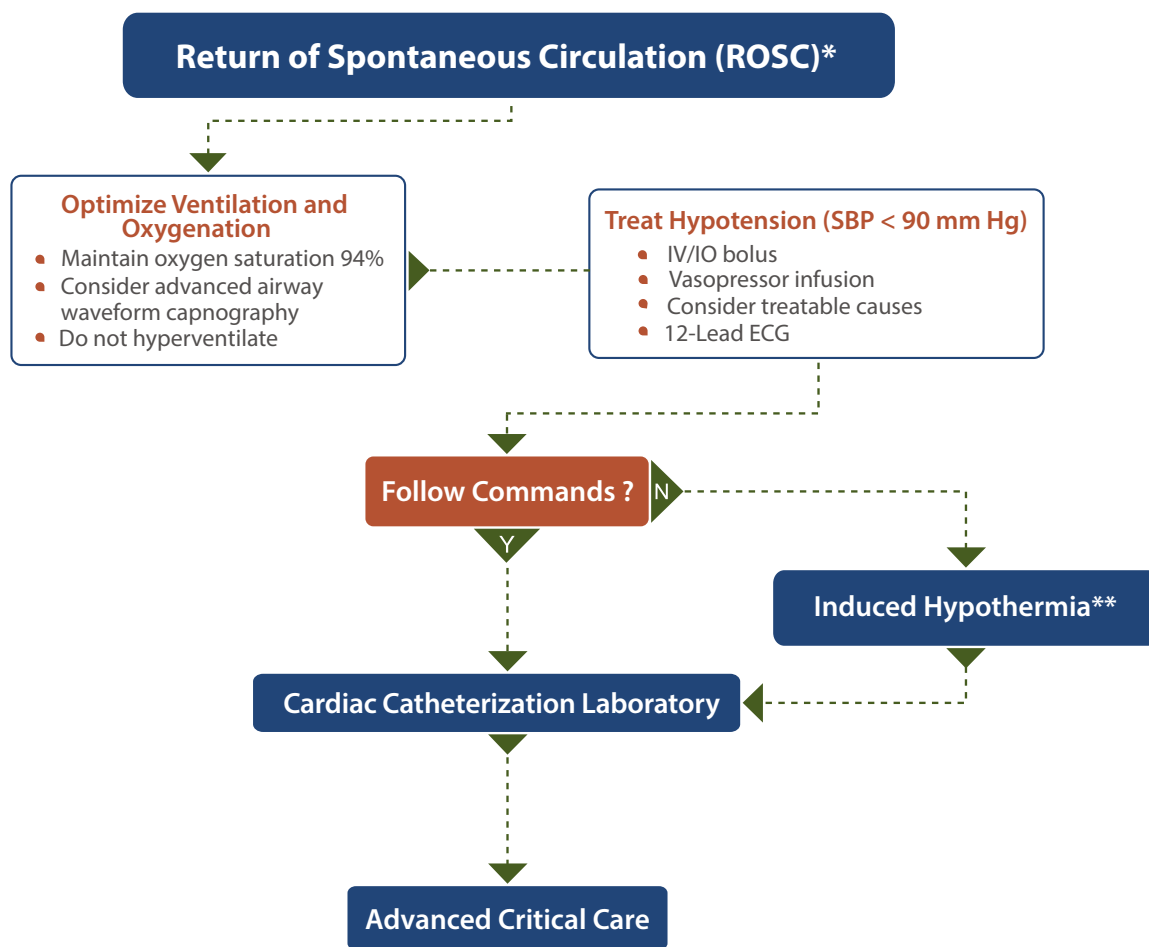 Return of Spontaneous Circulation (ROSC)*
Optimize Ventilation and
Oxygenation
Maintain oxygen saturation 94%
Consider advanced airway
waveform capnography
Do not hyperventilate
Treat Hypotension (SBP < 90 mm Hg)
IV/IO bolus
Vasopressor infusion
Consider treatable causes
12-Lead ECG
Follow Commands ?
N
Y
Induced Hypothermia**
Cardiac Catheterization Laboratory
Advanced Critical Care